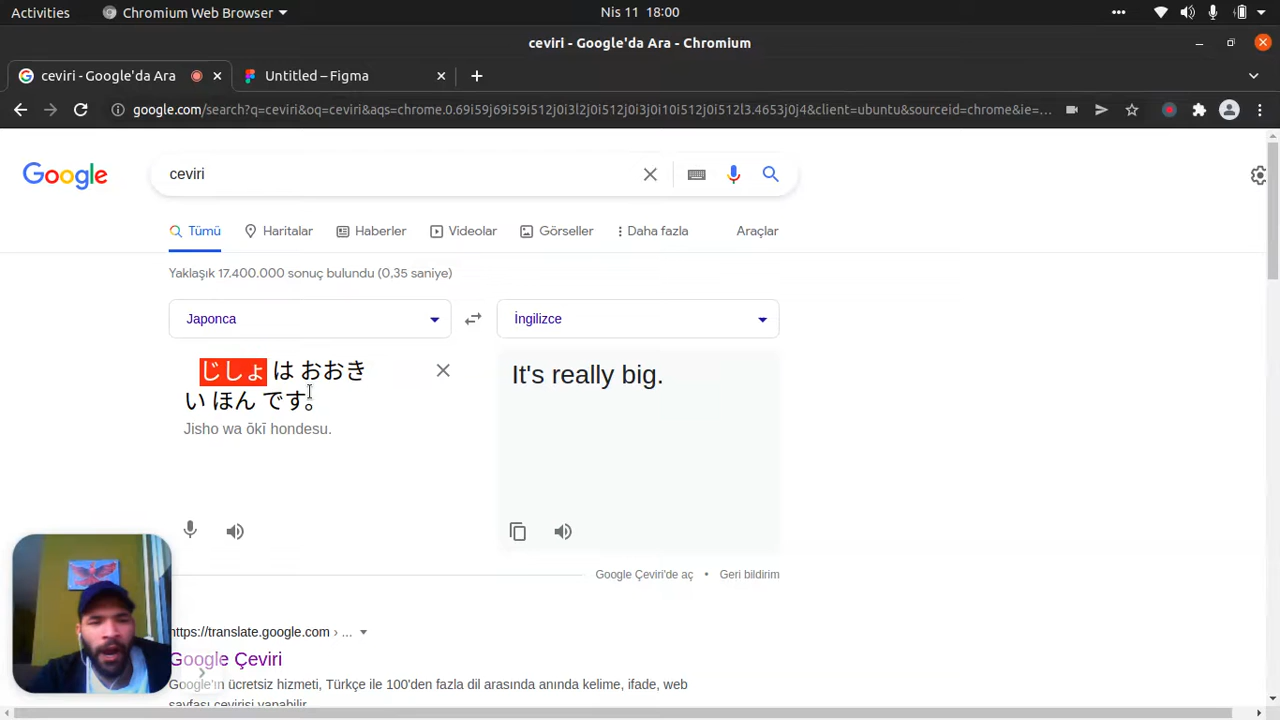 Activities
Chromium Web Browser
Nis 11 18:00
ceviri - Google'da Ara - Chromium
ceviri - Google'da Ara
Untitled – Figma
google.com/search?q=ceviri&oq=ceviri&aqs=chrome.0.69i59j69i59i512j0i3l2j0i512j0i3j0i10i512j0i512l3.4653j0j4&client=ubuntu&sourceid=chrome&ie=...
Google
ceviri
Tümü
Haritalar
Haberler
Videolar
Görseller
Daha fazla
Araçlar
Yaklaşık 17.400.000 sonuç bulundu (0,35 saniye)
Japonca
İngilizce
じしょ は おおき
い ほん です。
Jisho wa ōkī hondesu.
It's really big.
Google Çeviri'de aç • Geri bildirim
https://translate.google.com › ...
Google Çeviri
Google'ın ücretsiz hizmeti, Türkçe ile 100'den fazla dil arasında anında kelime, ifade, web
sayfası çevirisi yapabilir.